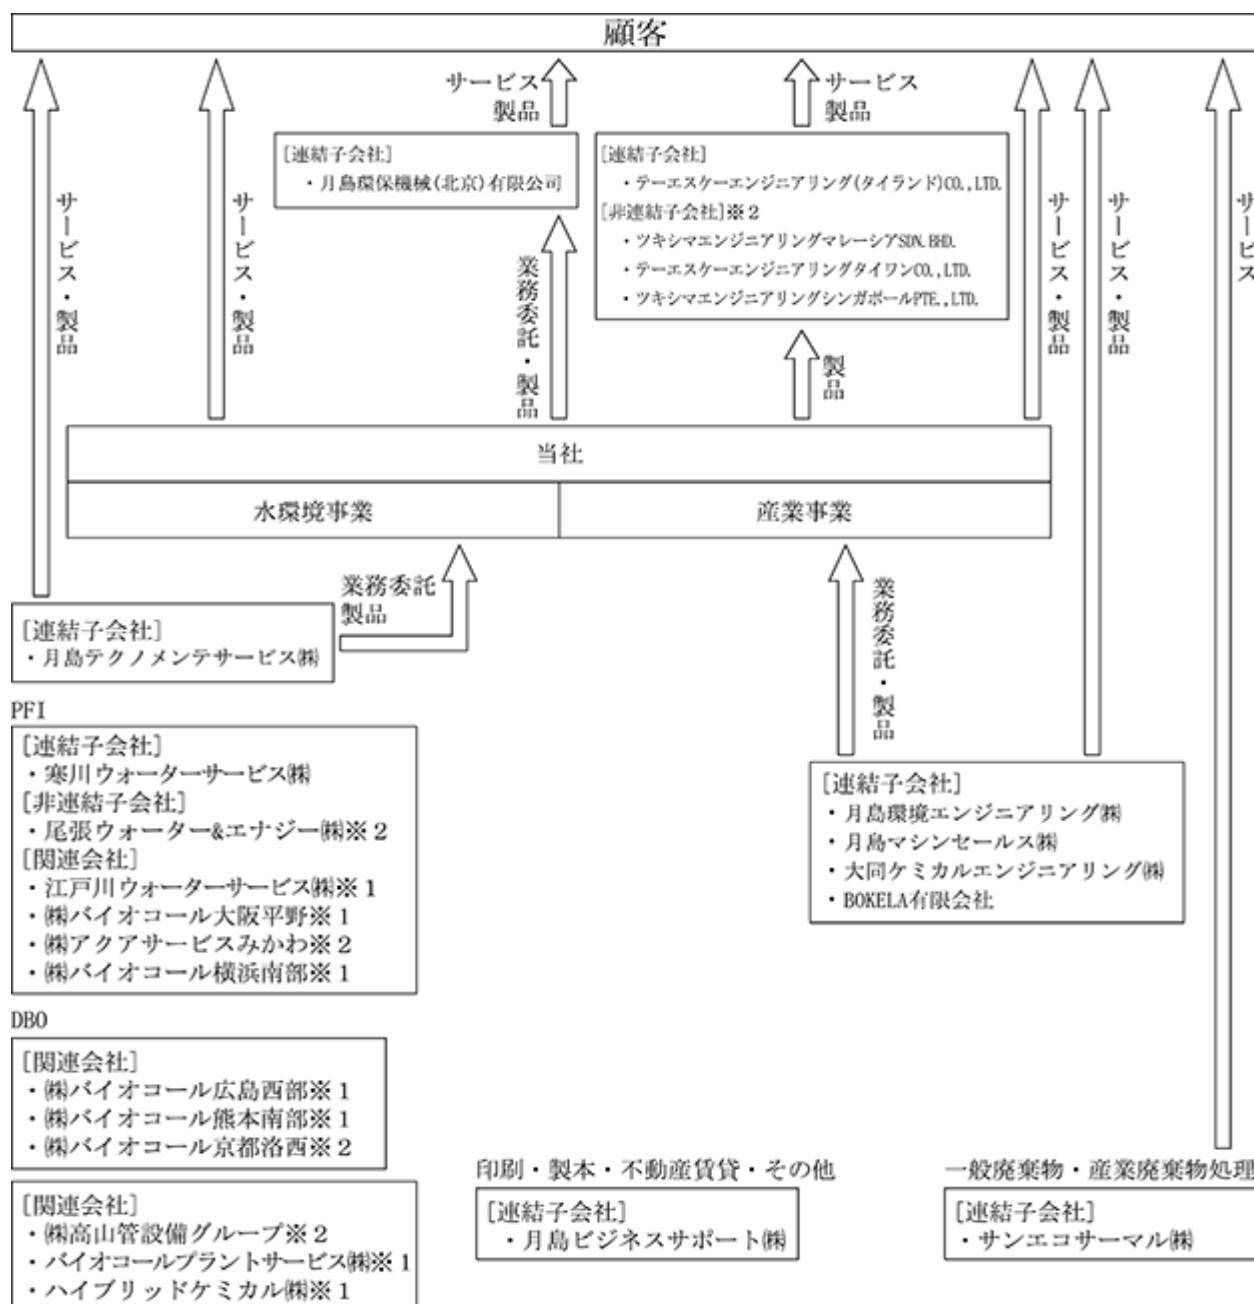 顧客
サービス
製品
サービス
製品
[連結子会社]
・月島環保機械(北京)有限公司
[連結子会社]
・テーエスケーエンジニアリング(タイランド)CO.,LTD.
[非連結子会社]※2
・ツキシマエンジニアリングマレーシアSDN.BHD.
・テーエスケーエンジニアリングタイワンCO.,LTD.
・ツキシマエンジニアリングシンガポールPTE.,LTD.
サービス・製品
サービス・製品
業務委託・製品
製品
サービス・製品
サービス・製品
サービス
当社
水環境事業
産業事業
業務委託
製品
業務委託・製品
[連結子会社]
・月島テクノメンテサービス㈱
PFI
[連結子会社]
・寒川ウォーターサービス㈱
[非連結子会社]
・尾張ウォーター&エナジー㈱※2
[関連会社]
・江戸川ウォーターサービス㈱※1
・㈱バイオコール大阪平野※1
・㈱アクアサービスみかわ※2
・㈱バイオコール横浜南部※1
[連結子会社]
・月島環境エンジニアリング㈱
・月島マシンセールス㈱
・大同ケミカルエンジニアリング㈱
・BOKELA有限会社
DBO
[関連会社]
・㈱バイオコール広島西部※1
・㈱バイオコール熊本南部※1
・㈱バイオコール京都洛西※2
[関連会社]
・㈱高山管設備グループ※2
・バイオコールプラントサービス㈱※1
・ハイブリッドケミカル㈱※1
印刷・製本・不動産賃貸・その他
[連結子会社]
・月島ビジネスサポート㈱
一般廃棄物・産業廃棄物処理
[連結子会社]
・サンエコサーマル㈱